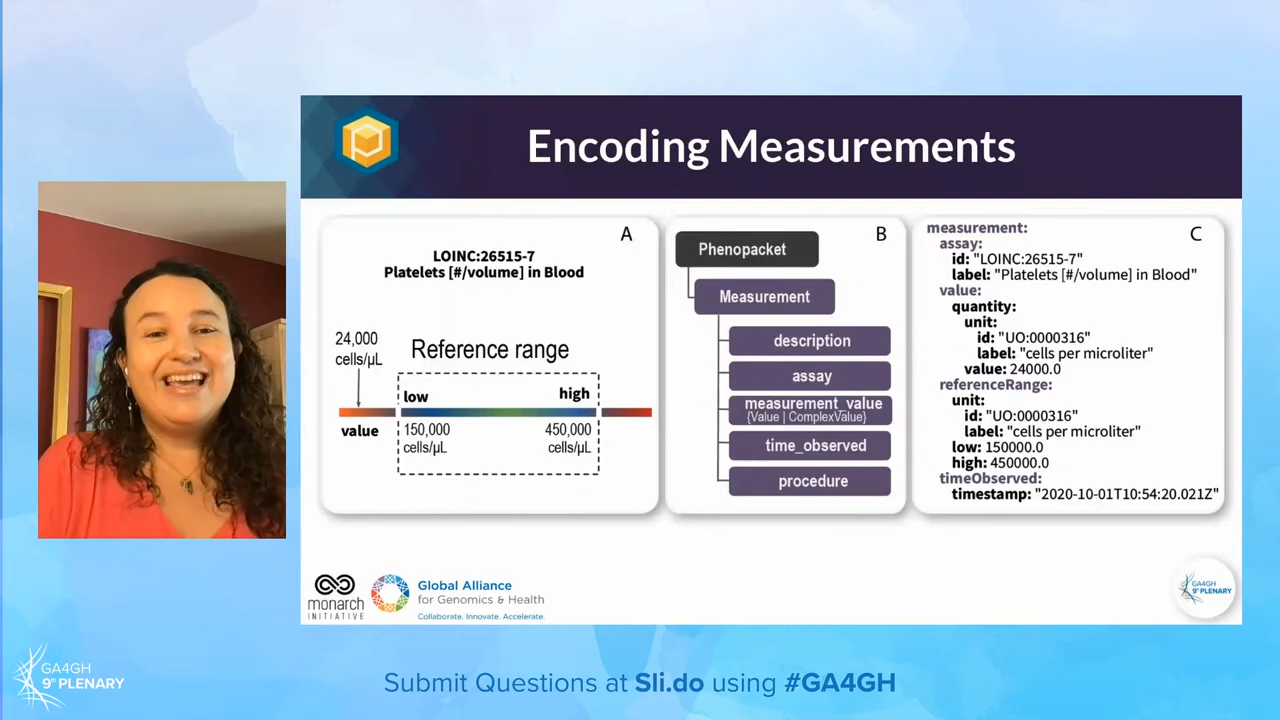 Encoding Measurements
A
LOINC:26515-7
Platelets [#/volume] in Blood
24,000
cells/µL
Reference range
low
high
value
150,000
cells/µL
450,000
cells/µL
B
Phenopacket
Measurement
description
assay
measurement_value
{Value | ComplexValue}
time_observed
procedure
C
measurement:
assay:
id: "LOINC:26515-7"
label: "Platelets [#/volume] in Blood"
value:
quantity:
unit:
id: "UO:0000316"
label: "cells per microliter"
value: 24000.0
referenceRange:
unit:
id: "UO:0000316"
label: "cells per microliter"
low: 150000.0
high: 450000.0
timeObserved:
timestamp: "2020-10-01T10:54:20.021Z"
monarch
INITIATIVE
Global Alliance
for Genomics & Health
Collaborate. Innovate. Accelerate.
GA4GH
9th PLENARY
GA4GH
9th PLENARY
Submit Questions at Sli.do using #GA4GH